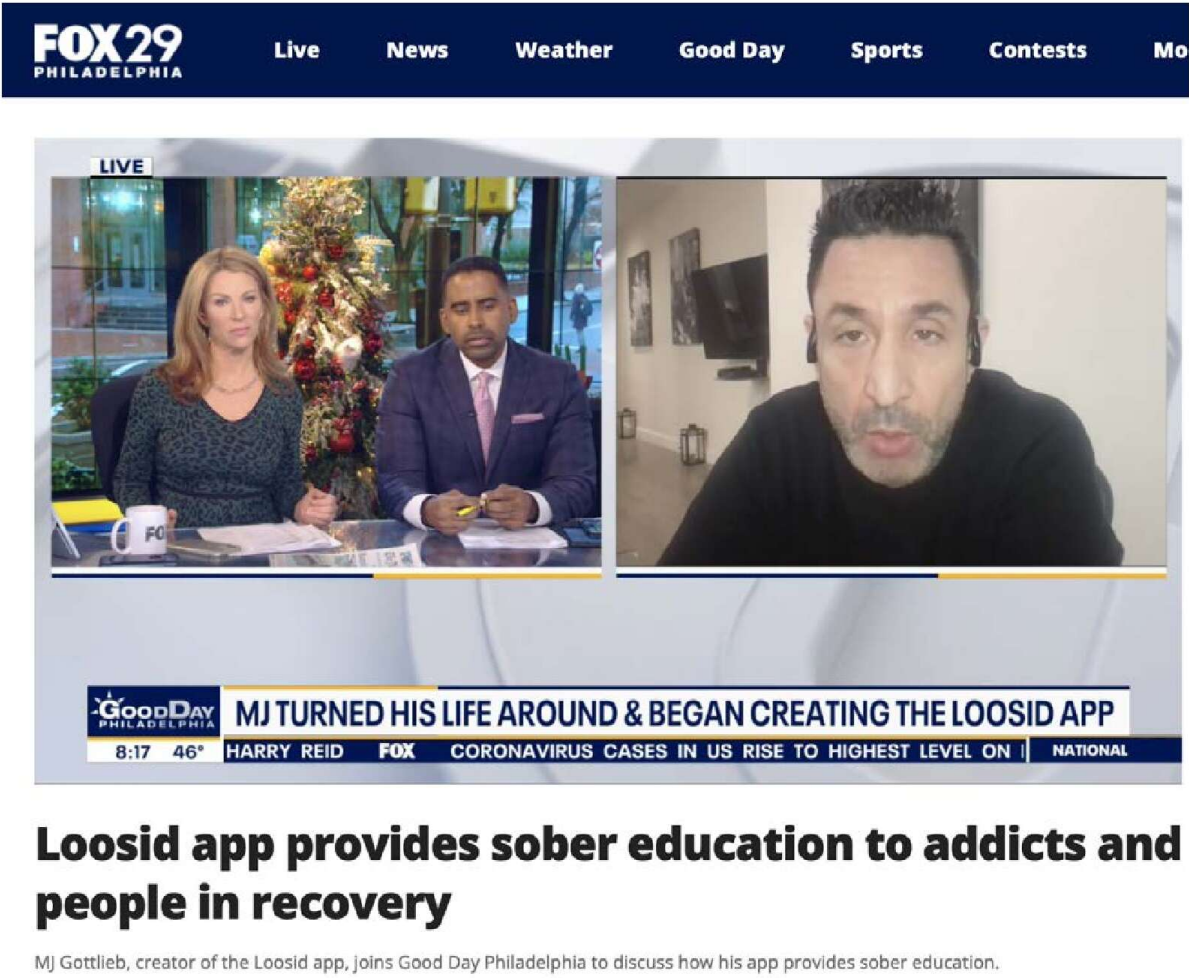 FOX 29
PHILADELPHIA
Live News Weather Good Day Sports Contests Mo
LIVE
FO
GOOD DAY
PHILADELPHIA
MJ TURNED HIS LIFE AROUND & BEGAN CREATING THE LOOSID APP
8:17 46° HARRY REID FOX CORONAVIRUS CASES IN US RISE TO HIGHEST LEVEL ON NATIONAL
Loosid app provides sober education to addicts and
people in recovery
MJ Gottlieb, creator of the Loosid app, joins Good Day Philadelphia to discuss how his app provides sober education.